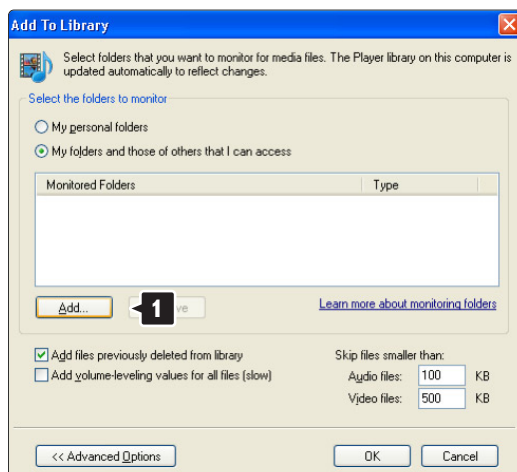 Add To Library
Select folders that you want to monitor for media files. The Player library on this computer is
updated automatically to reflect changes.
Select the folders to monitor
My personal folders
My folders and those of others that I can access
Monitored Folders Type
Add... 1 Learn more about monitoring folders
Add files previously deleted from library Skip files smaller than:
Add volume-leveling values for all files (slow) Audio files: 100 KB
Video files: 500 KB
<< Advanced Options OK Cancel